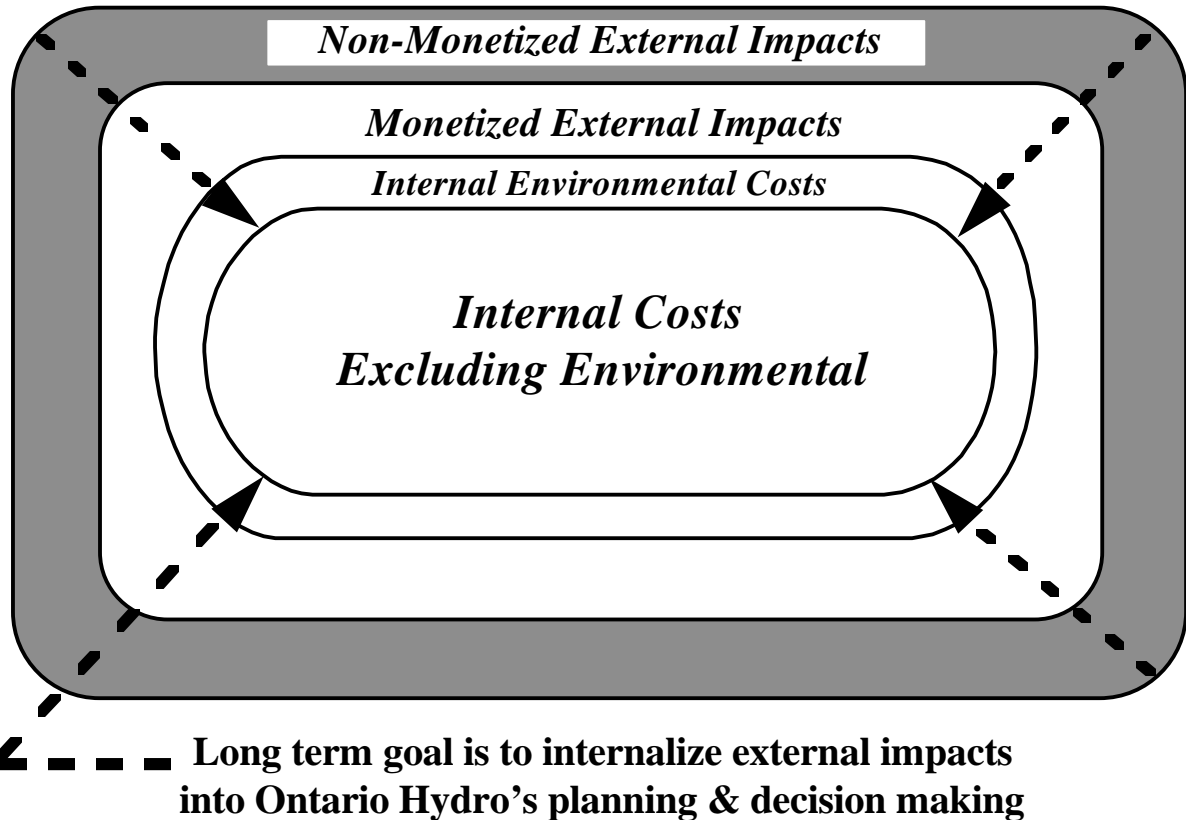 Non-Monetized External Impacts
Monetized External Impacts
Internal Environmental Costs
Internal Costs
Excluding Environmental
Long term goal is to internalize external impacts
into Ontario Hydro's planning & decision making